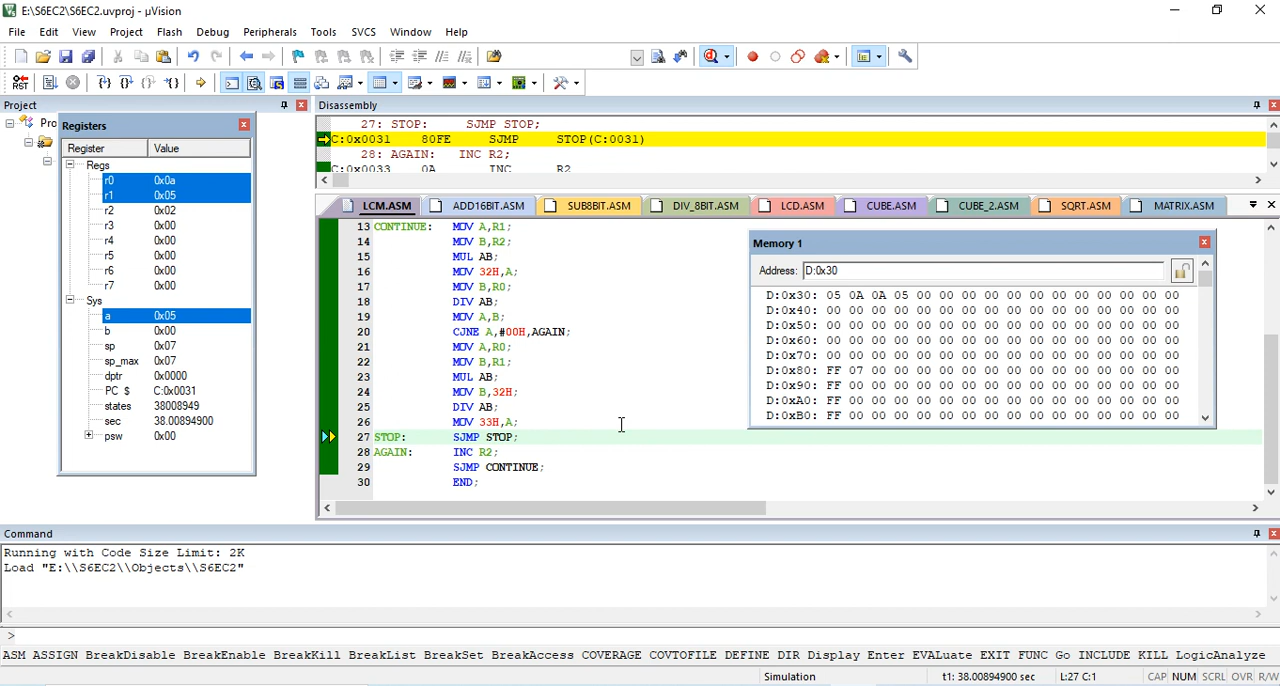 E:\S6EC2\S6EC2.uvproj - µVision
File Edit View Project Flash Debug Peripherals Tools SVCS Window Help
RST
Project
Disassembly
Pro
Registers
Register Value
Regs
r0 0x0a
r1 0x05
r2 0x02
r3 0x00
r4 0x00
r5 0x00
r6 0x00
r7 0x00
Sys
a 0x05
b 0x00
sp 0x07
sp_max 0x07
dptr 0x0000
PC $ C:0x0031
states 38008949
sec 38.00894900
psw 0x00
27: STOP: SJMP STOP;
C:0x0031 80FE SJMP STOP(C:0031)
28: AGAIN: INC R2;
C:0x0033 0A INC R2
LCM.ASM ADD16BIT.ASM SUB8BIT.ASM DIV_8BIT.ASM LCD.ASM CUBE.ASM CUBE_2.ASM SQRT.ASM MATRIX.ASM
13 CONTINUE: MOV A,R1;
14 MOV B,R2;
15 MUL AB;
16 MOV 32H,A;
17 MOV B,R0;
18 DIV AB;
19 MOV A,B;
20 CJNE A,#00H,AGAIN;
21 MOV A,R0;
22 MOV B,R1;
23 MUL AB;
24 MOV B,32H;
25 DIV AB;
26 MOV 33H,A;
27 STOP: SJMP STOP;
28 AGAIN: INC R2;
29 SJMP CONTINUE;
30 END;
Memory 1
Address: D:0x30
D:0x30: 05 0A 0A 05 00 00 00 00 00 00 00 00 00 00 00 00
D:0x40: 00 00 00 00 00 00 00 00 00 00 00 00 00 00 00 00
D:0x50: 00 00 00 00 00 00 00 00 00 00 00 00 00 00 00 00
D:0x60: 00 00 00 00 00 00 00 00 00 00 00 00 00 00 00 00
D:0x70: 00 00 00 00 00 00 00 00 00 00 00 00 00 00 00 00
D:0x80: FF 07 00 00 00 00 00 00 00 00 00 00 00 00 00 00
D:0x90: FF 00 00 00 00 00 00 00 00 00 00 00 00 00 00 00
D:0xA0: FF 00 00 00 00 00 00 00 00 00 00 00 00 00 00 00
D:0xB0: FF 00 00 00 00 00 00 00 00 00 00 00 00 00 00 00
Command
Running with Code Size Limit: 2K
Load "E:\\S6EC2\\Objects\\S6EC2"
>
ASM ASSIGN BreakDisable BreakEnable BreakKill BreakList BreakSet BreakAccess COVERAGE COVTOFILE DEFINE DIR Display Enter EVALuate EXIT FUNC Go INCLUDE KILL LogicAnalyze
Simulation t1: 38.00894900 sec L:27 C:1 CAP NUM SCRL OVR R/W